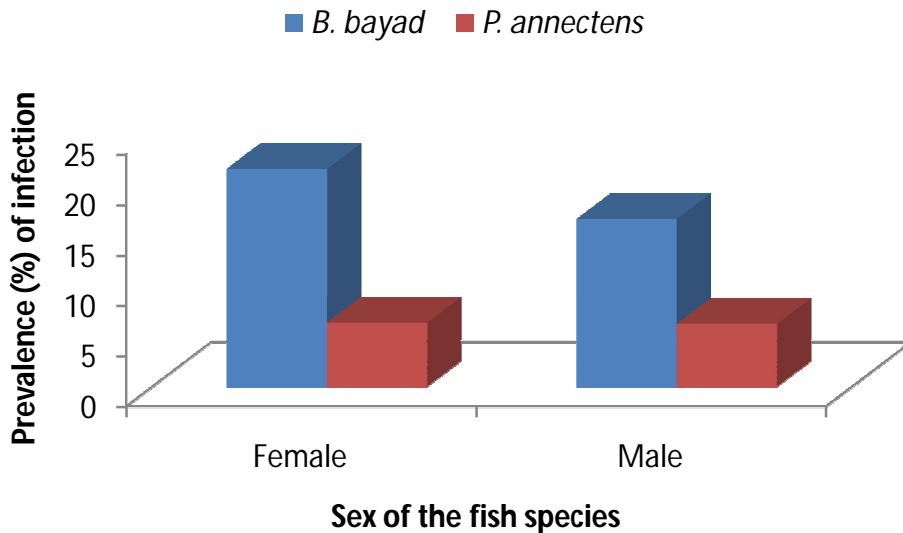 B. bayad P. annectens
Prevalence (%) of infection
25
20
15
10
5
0
Female Male
Sex of the fish species